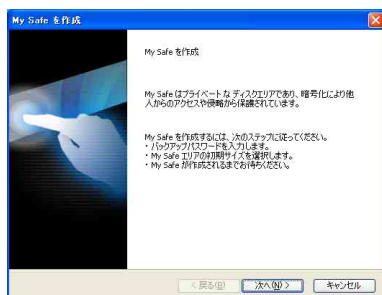 My Safe を作成
My Safe を作成
My Safe はプライベートな ディスクエリアであり、暗号化により他
人からのアクセスや侵略から保護されています。
My Safe を作成するには、次のステップに従ってください。
・バックアップパスワードを入力します。
・My Safe エリアの初期サイズを選択します。
・My Safe が作成されるまでお待ちください。
< 戻る(B)
次へ(N) >
キャンセル